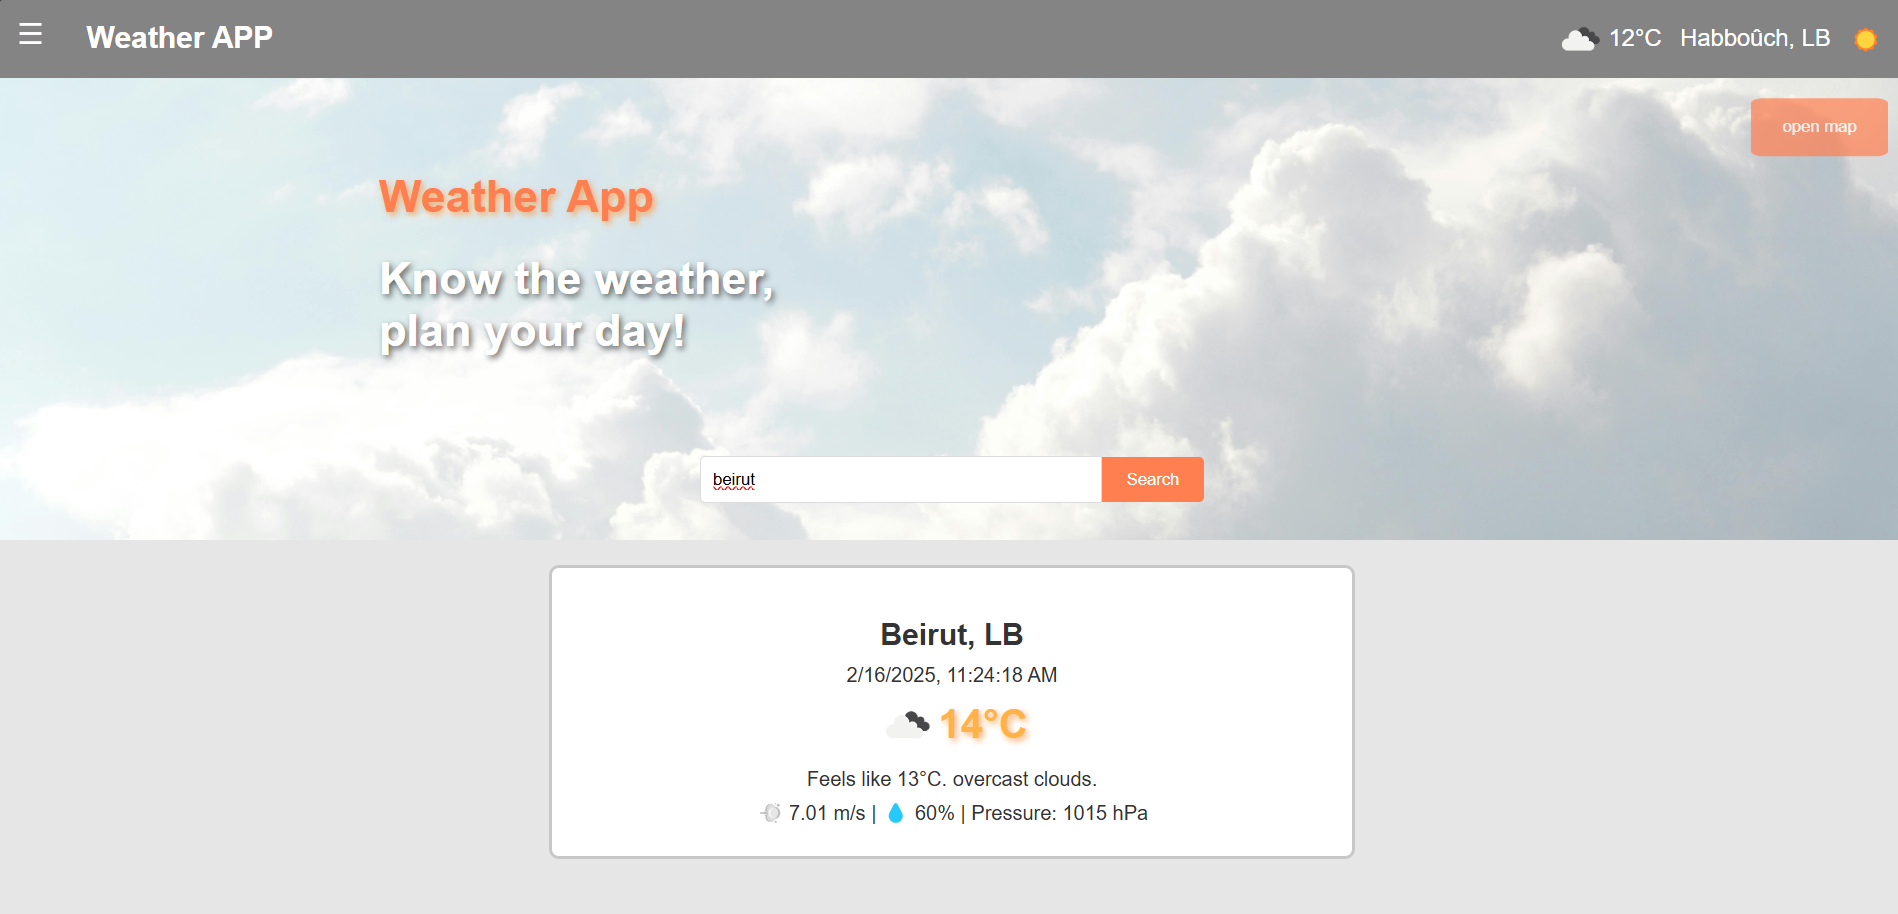 ☰ Weather APP
12°C Habboûch, LB
open map
Weather App
Know the weather,
plan your day!
beirut Search
Beirut, LB
2/16/2025, 11:24:18 AM
14°C
Feels like 13°C. overcast clouds.
7.01 m/s | 60% | Pressure: 1015 hPa